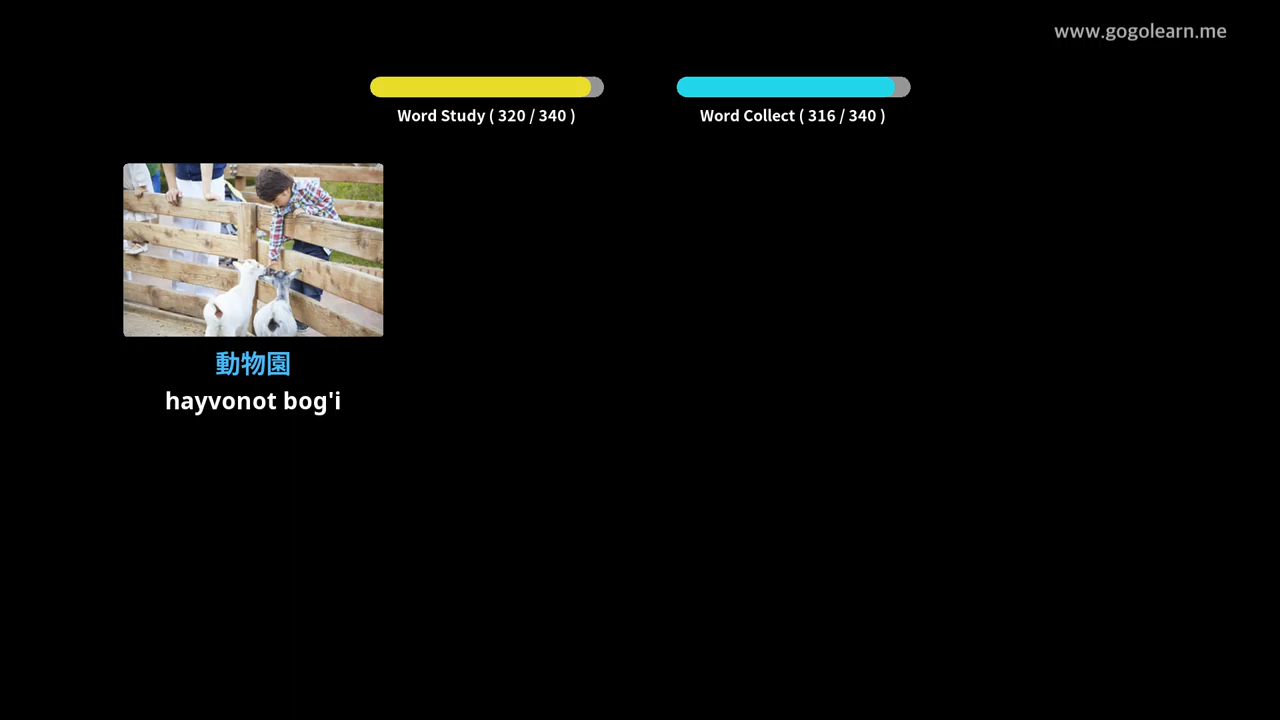 www.gogolearn.me
Word Study ( 320 / 340 )
Word Collect ( 316 / 340 )
動物園
hayvonot bog'i